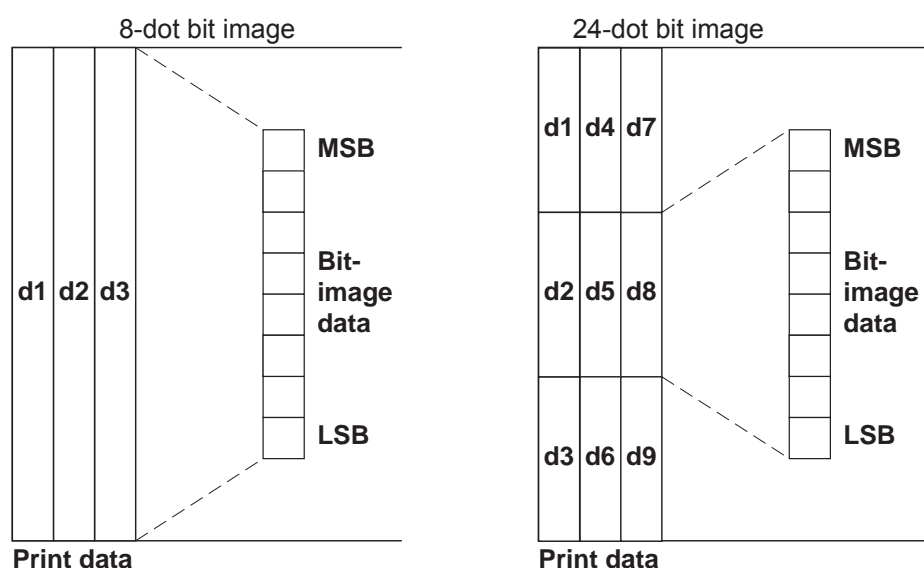 8-dot bit image
MSB
d1 d2 d3
Bit-
image
data
LSB
Print data
24-dot bit image
d1 d4 d7
MSB
d2 d5 d8
Bit-
image
data
d3 d6 d9
LSB
Print data